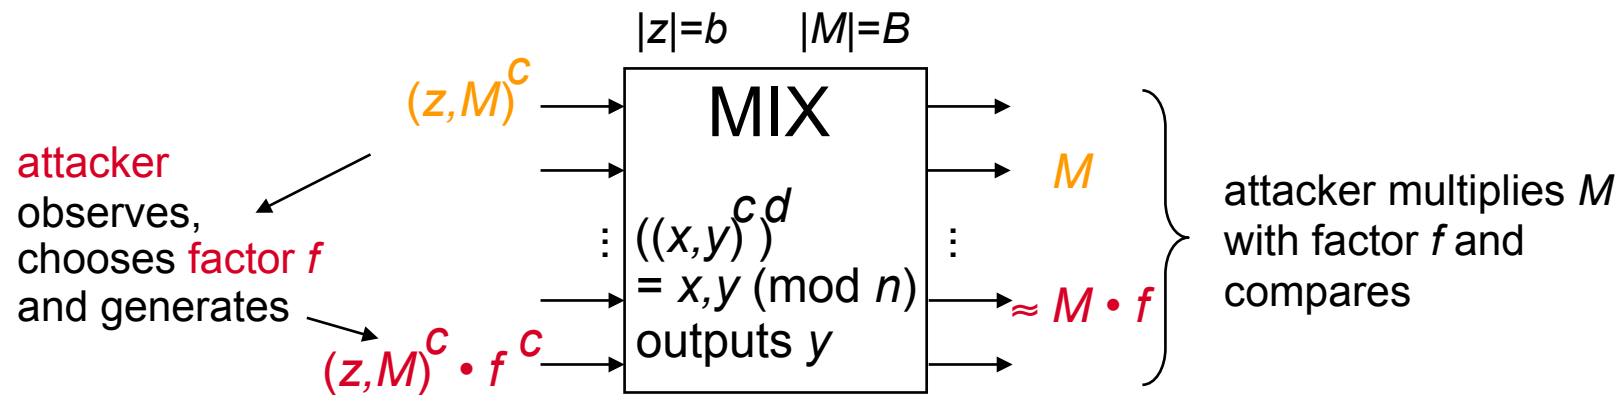 |z|=b |M|=B
(z,M)^c
MIX
attacker
observes,
chooses factor f
and generates
(z,M)^c • f^c
((x,y)^c)^d
= x,y (mod n)
outputs y
⋮ ⋮
M
≈ M • f
attacker multiplies M
with factor f and
compares